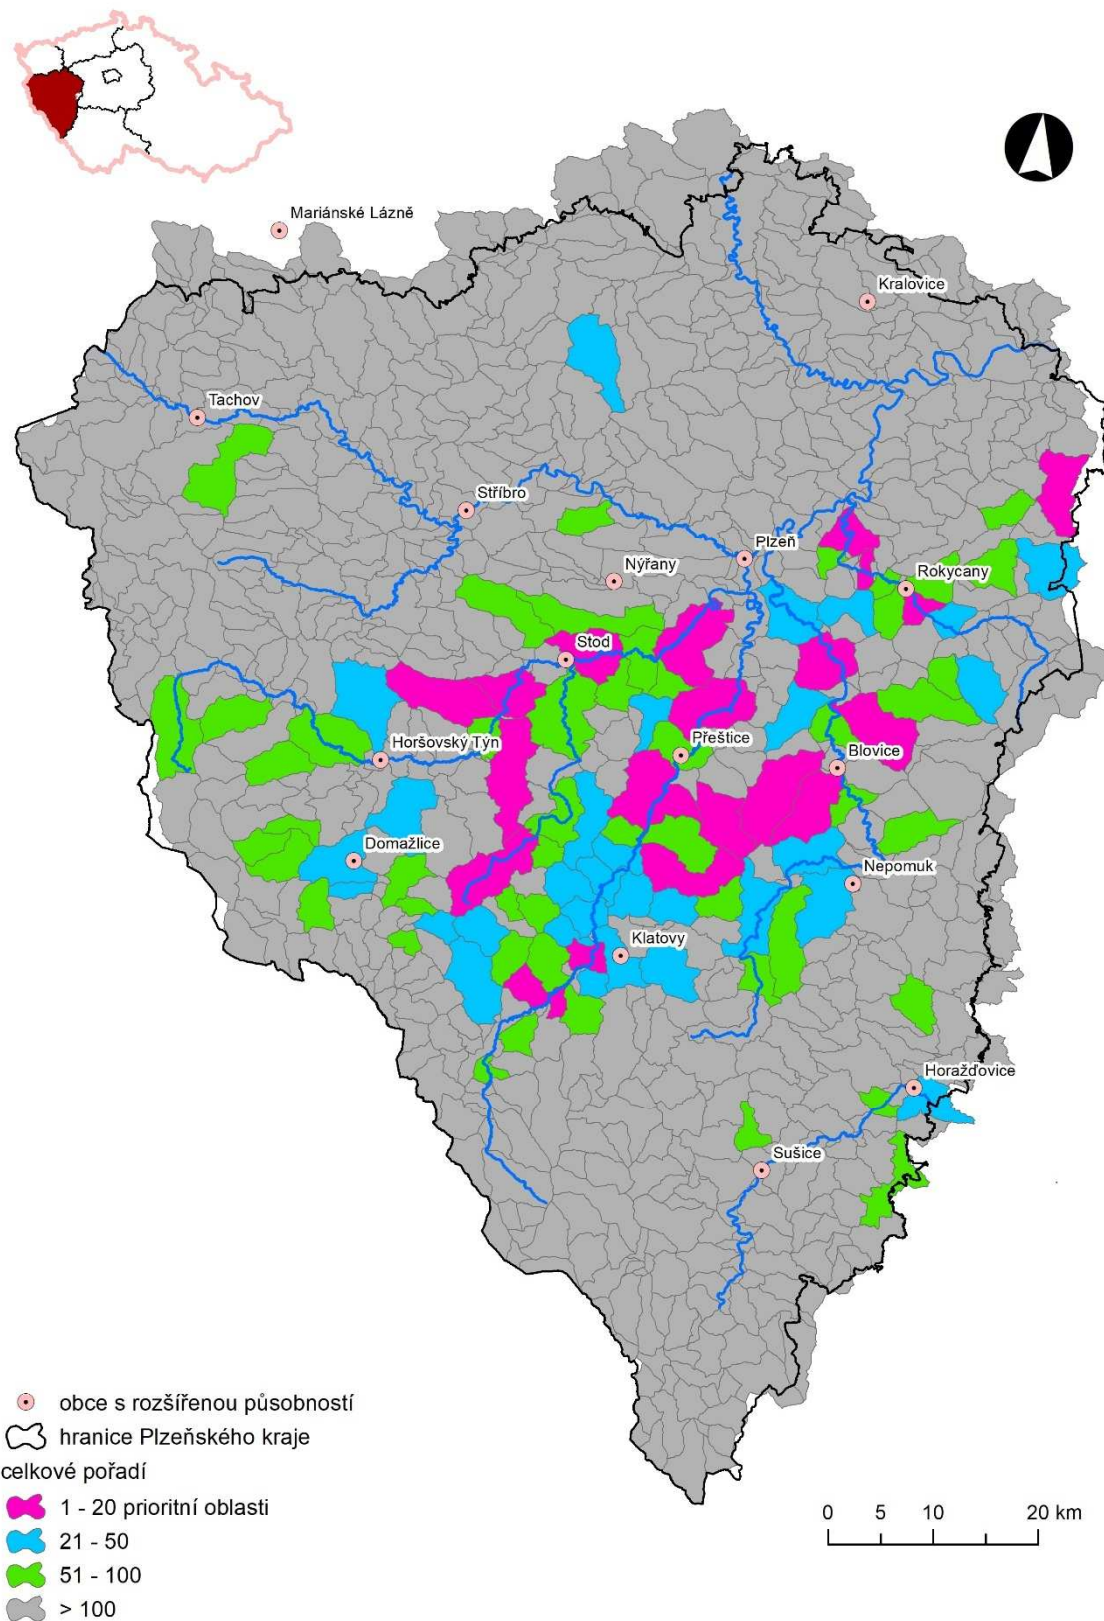 Mariánské Lázně
Kralovice
Tachov
Stříbro
Plzeň
Nýřany
Rokycany
Stod
Přeštice
Horšovský Týn
Blovice
Domažlice
Nepomuk
Klatovy
Horažďovice
Sušice
obce s rozšířenou působností
hranice Plzeňského kraje
celkové pořadí
1 - 20 prioritní oblasti
21 - 50
51 - 100
> 100
0 5 10 20 km